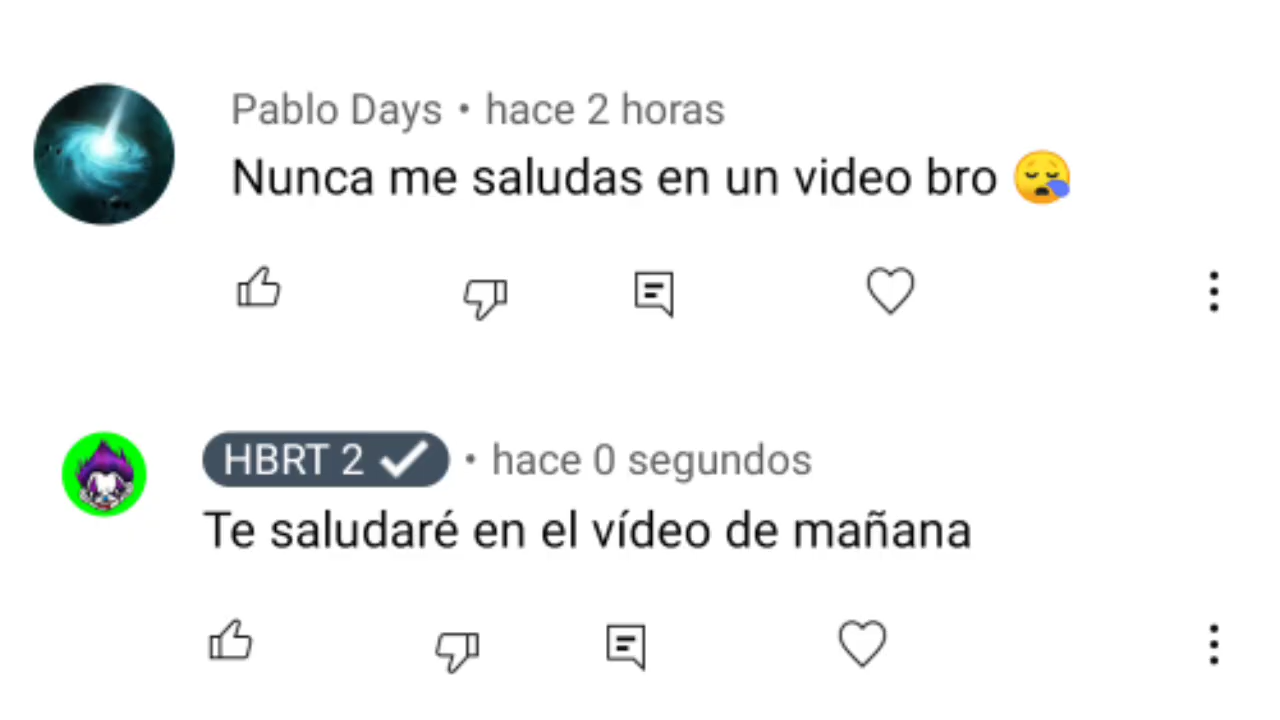 Pablo Days • hace 2 horas
Nunca me saludas en un video bro 😪
HBRT 2 ✔ • hace 0 segundos
Te saludaré en el vídeo de mañana